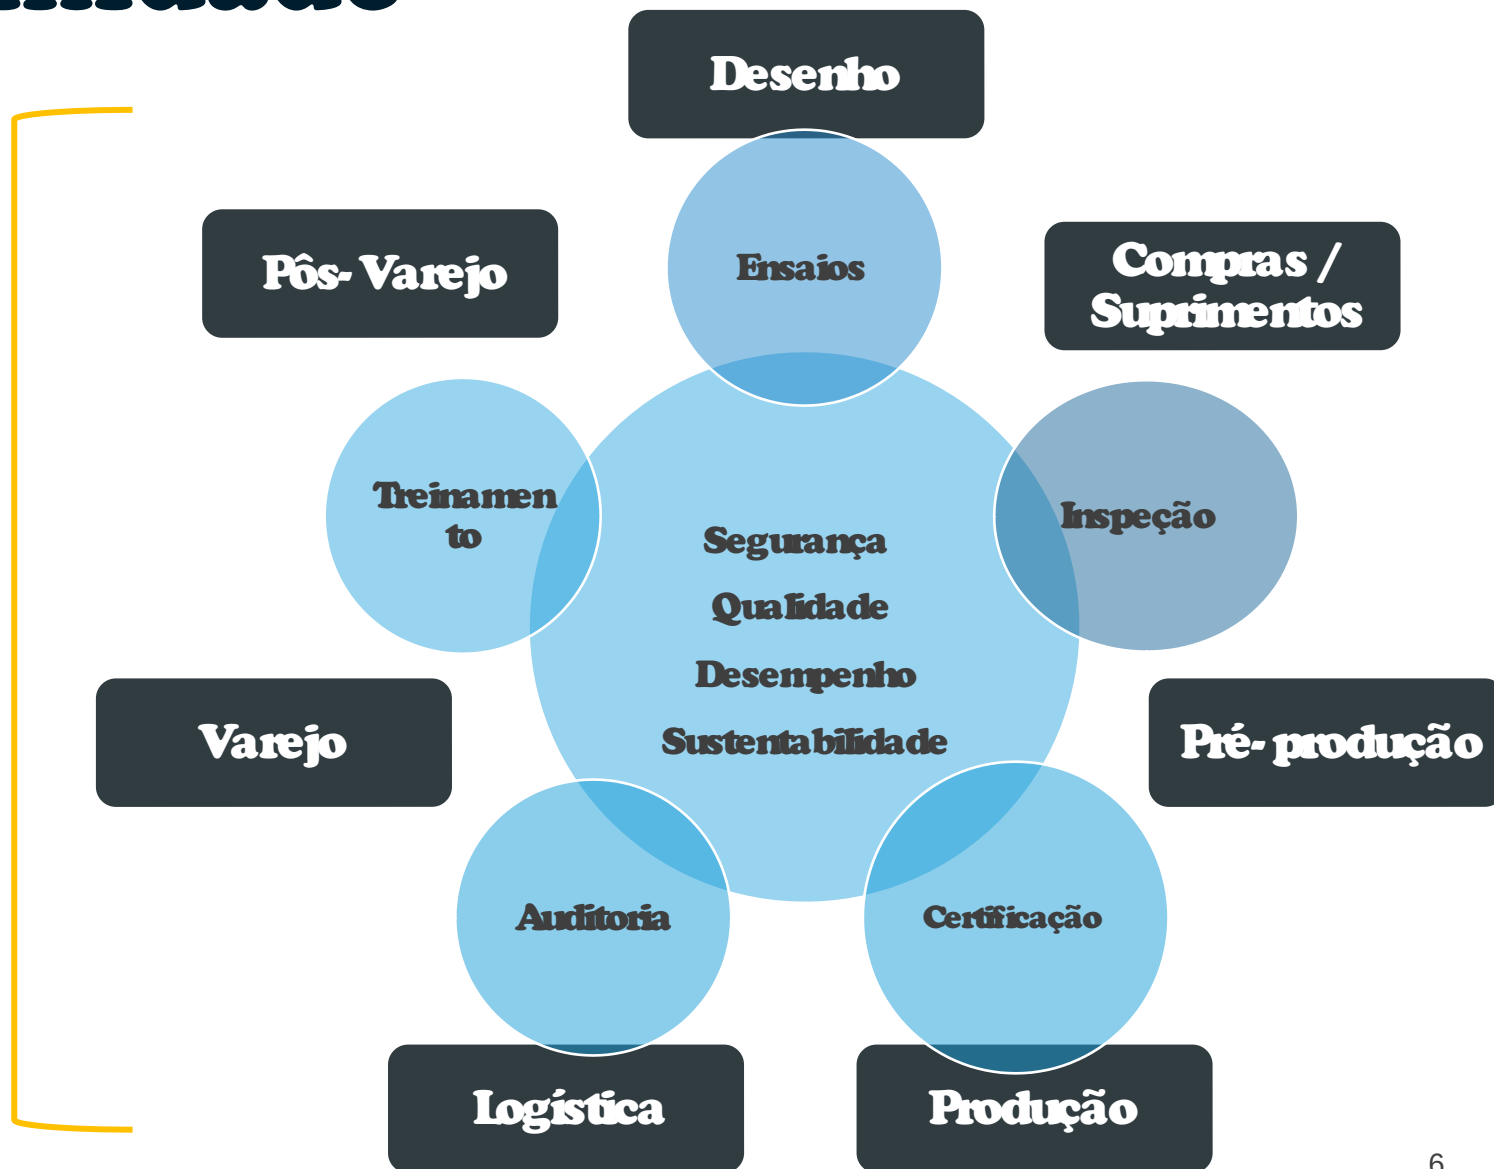 Desenho
Pôs-Varejo
Compras /
Suprimentos
Ensaios
Treinamen
to
Inspeção
Segurança
Qualidade
Desempenho
Sustentabilidade
Varejo
Pré-produção
Auditoria
Certificação
Logística
Produção
6